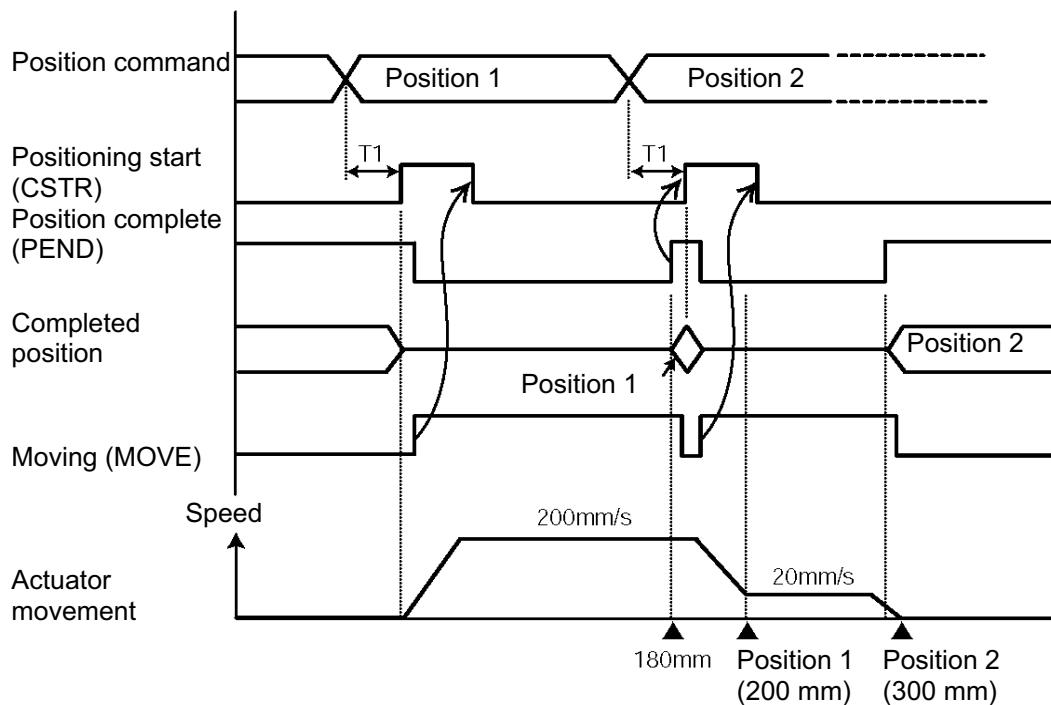 Position command
Position 1
Position 2
T1
T1
Positioning start
(CSTR)
Position complete
(PEND)
Completed
position
Position 1
Position 2
Moving (MOVE)
Speed
200mm/s
20mm/s
Actuator
movement
180mm
Position 1
(200 mm)
Position 2
(300 mm)